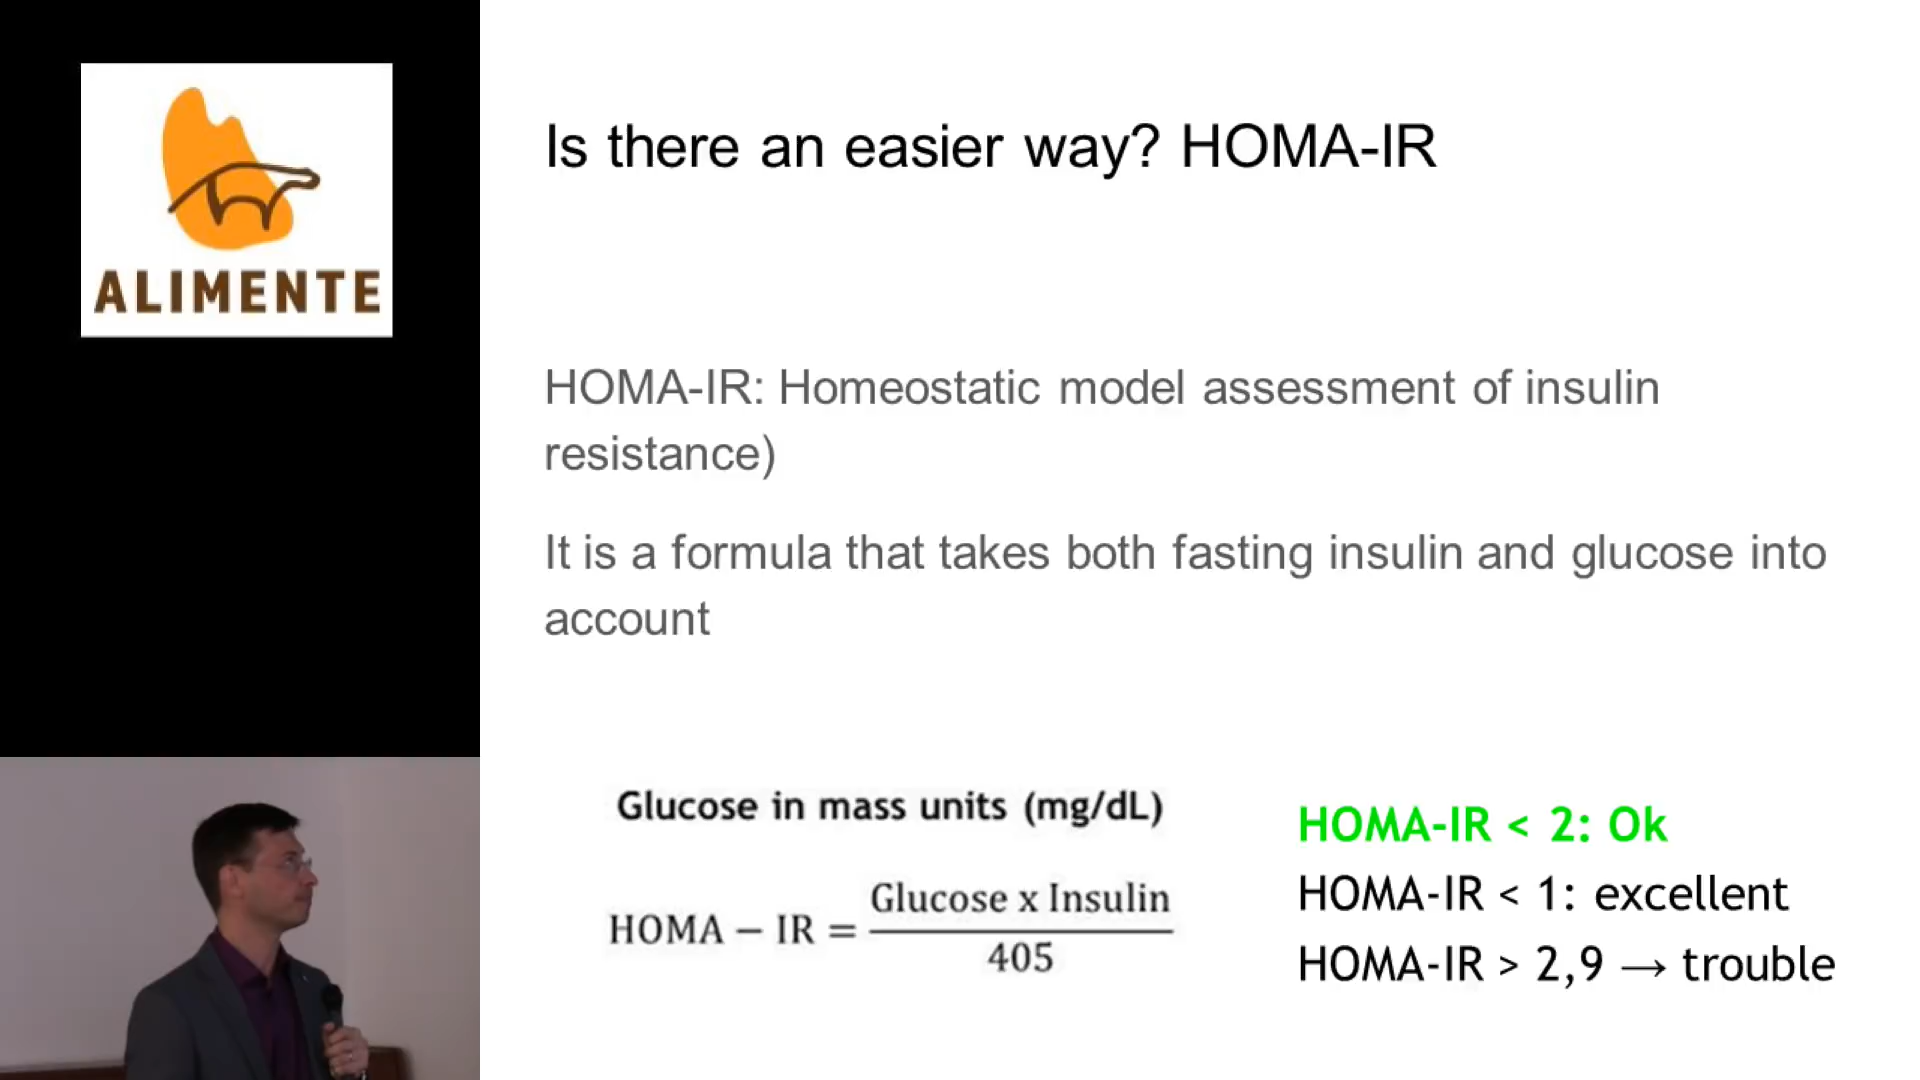 ALIMENTE
Is there an easier way? HOMA-IR
HOMA-IR: Homeostatic model assessment of insulin
resistance)
It is a formula that takes both fasting insulin and glucose into
account
Glucose in mass units (mg/dL)
HOMA – IR = Glucose x Insulin
405
HOMA-IR < 2: Ok
HOMA-IR < 1: excellent
HOMA-IR > 2,9 → trouble